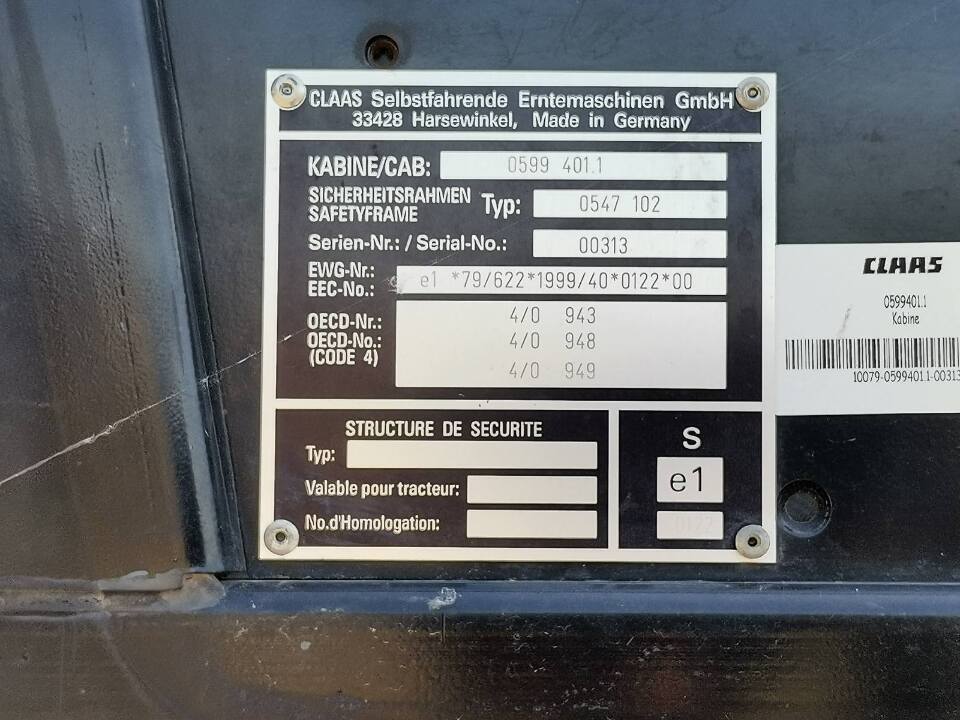 CLAAS Selbstfahrende Erntemaschinen GmbH
33428 Harsewinkel, Made in Germany
KABINE/CAB: 0599 401.1
SICHERHEITSRAHMEN
SAFETYFRAME Typ: 0547 102
Serien-Nr.: / Serial-No.: 00313
EWG-Nr.:
EEC-No.: e1 *79/622*1999/40*0122*00
OECD-Nr.: 4/0 943
OECD-No.: 4/0 948
(CODE 4) 4/0 949
STRUCTURE DE SECURITE
Typ:
Valable pour tracteur:
No.d'Homologation:
S
e1
0122
CLAAS
0599401.1
Kabine
10079-0599401.1-00313